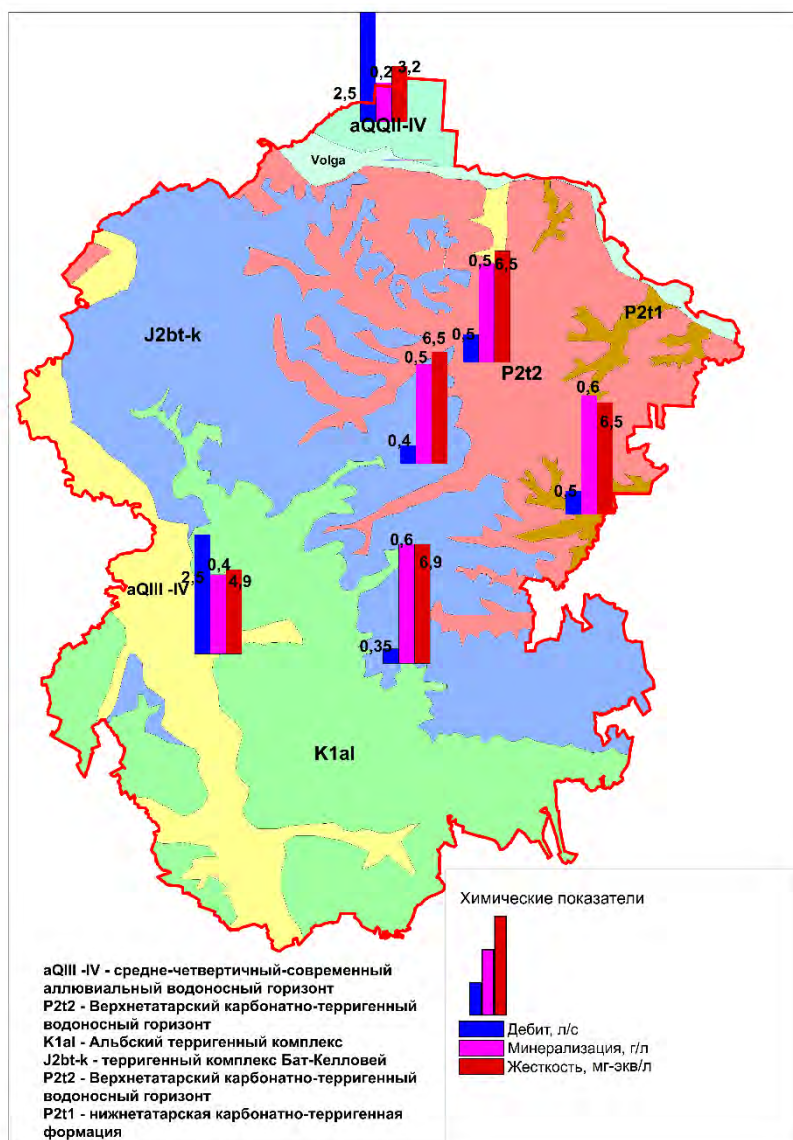 2,5
0,2
3,2
aQQII-IV
Volga
0,5
6,5
0,5
P2t1
J2bt-k
6,5
0,5
P2t2
0,4
0,6
6,5
0,5
0,6
6,9
0,35
0,4
2,5
4,9
aQIII -IV
K1al
Химические показатели
Дебит, л/с
Минерализация, г/л
Жесткость, мг-экв/л
aQIII -IV - средне-четвертичный-современный
аллювиальный водоносный горизонт
P2t2 - Верхнетатарский карбонатно-терригенный
водоносный горизонт
K1al - Альбский терригенный комплекс
J2bt-k - терригенный комплекс Бат-Келловей
P2t2 - Верхнетатарский карбонатно-терригенный
водоносный горизонт
P2t1 - нижнетатарская карбонатно-терригенная
формация